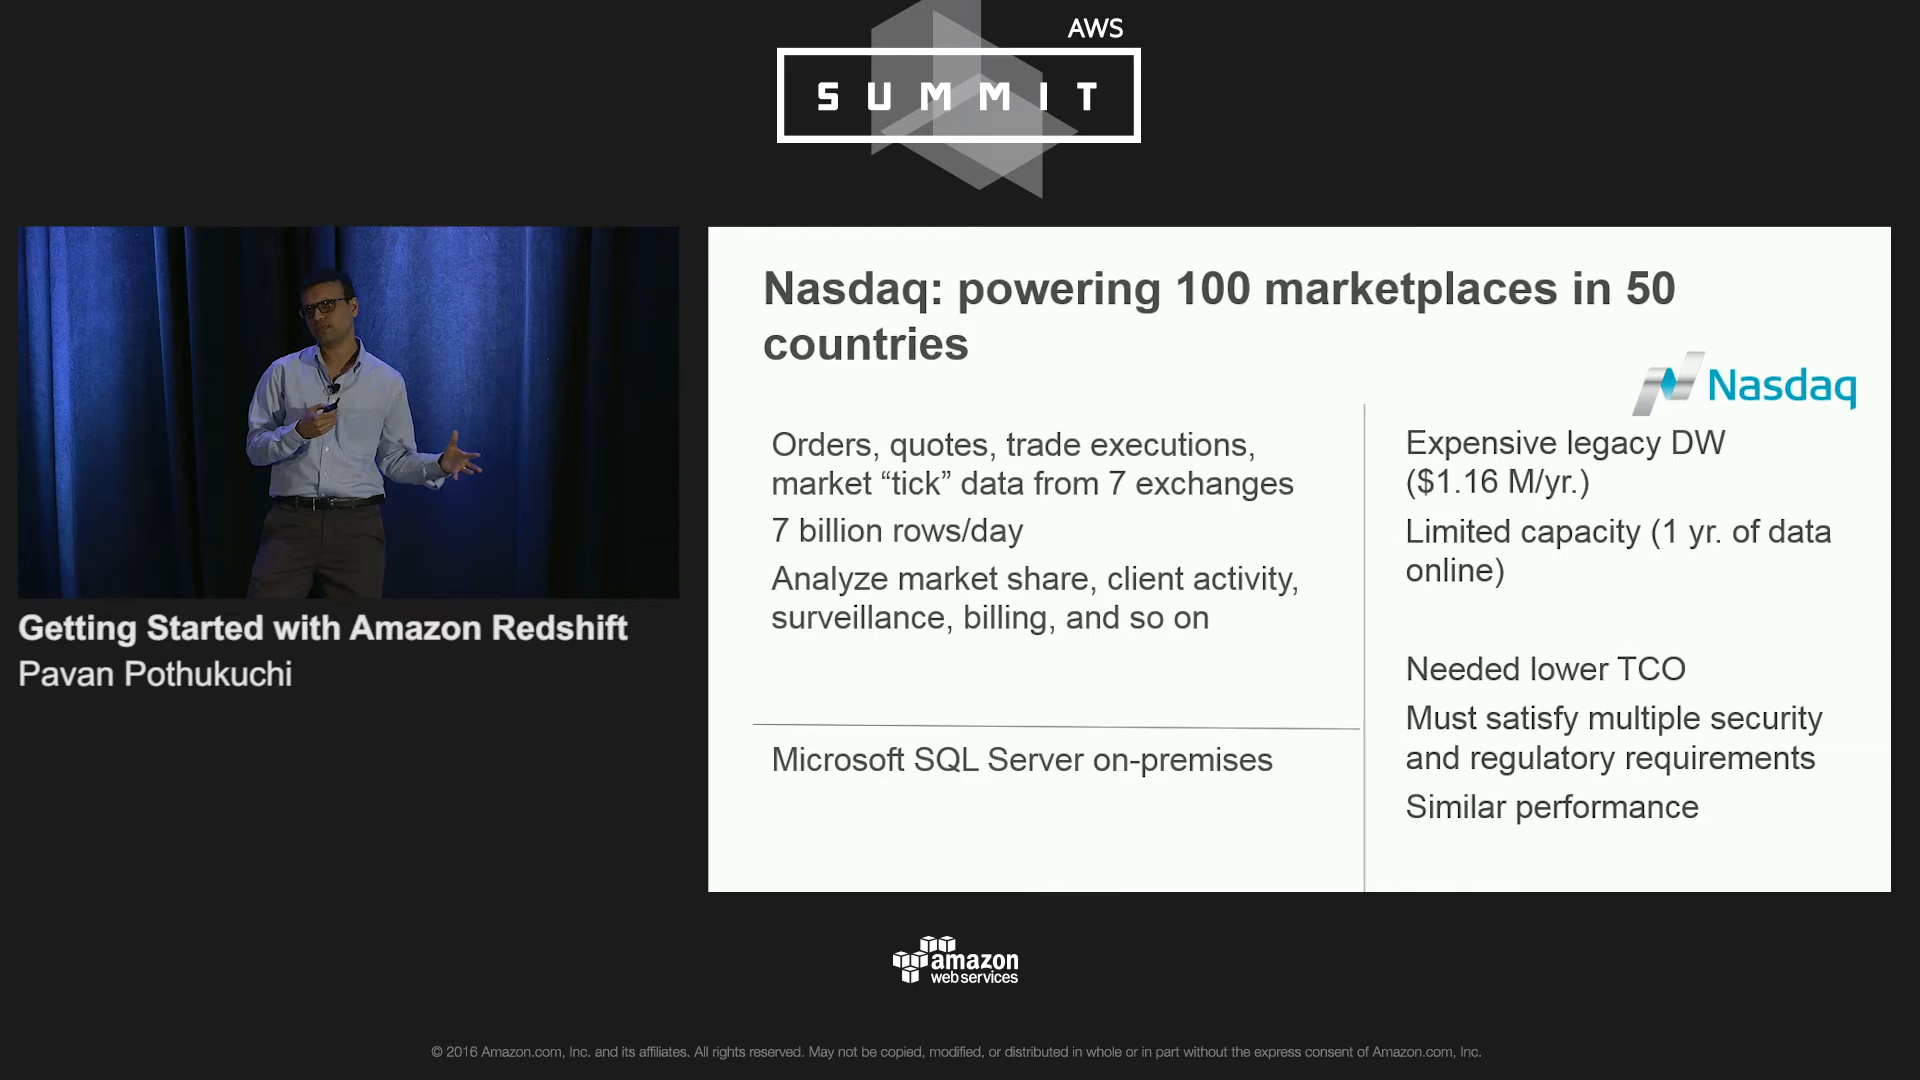 AWS
SUMMIT
Nasdaq: powering 100 marketplaces in 50
countries
Nasdaq
Orders, quotes, trade executions,
market “tick” data from 7 exchanges
7 billion rows/day
Analyze market share, client activity,
surveillance, billing, and so on
Microsoft SQL Server on-premises
Expensive legacy DW
($1.16 M/yr.)
Limited capacity (1 yr. of data
online)
Needed lower TCO
Must satisfy multiple security
and regulatory requirements
Similar performance
Getting Started with Amazon Redshift
Pavan Pothukuchi
amazon
webservices
© 2016 Amazon.com, Inc. and its affiliates. All rights reserved. May not be copied, modified, or distributed in whole or in part without the express consent of Amazon.com, Inc.